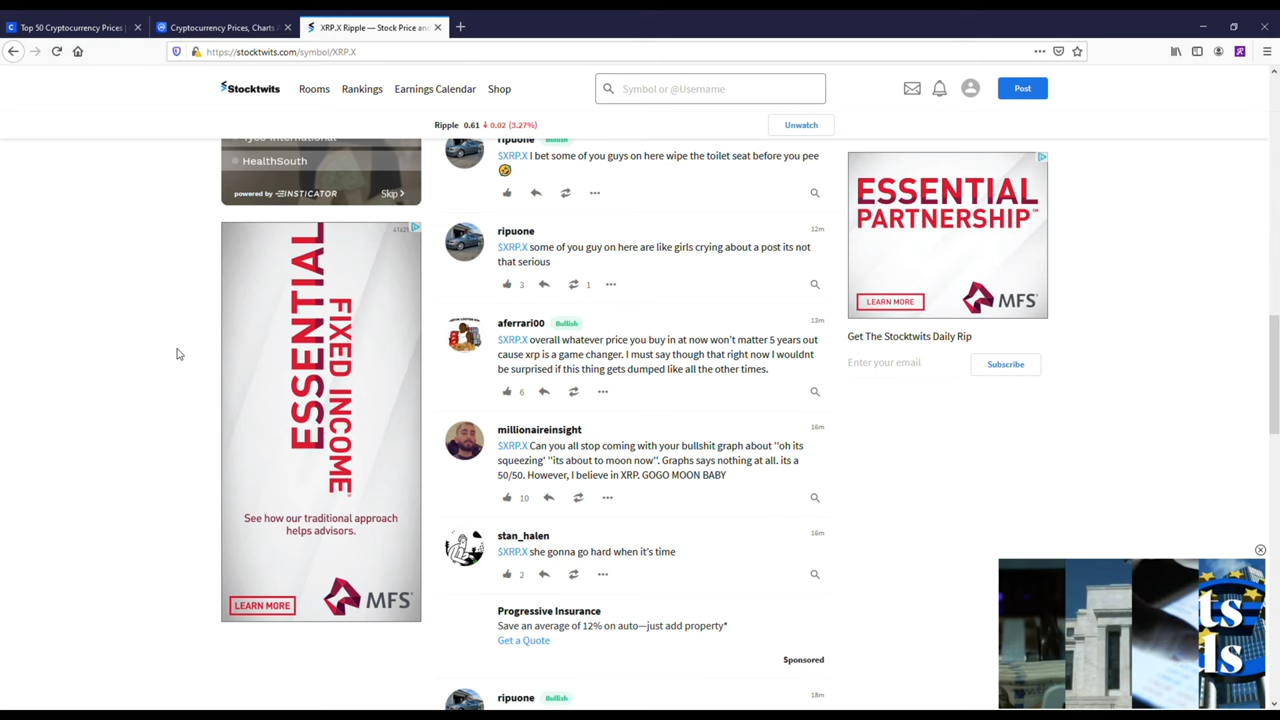 Top 50 Cryptocurrency Prices |
Cryptocurrency Prices, Charts
XRP.X Ripple — Stock Price and
https://stocktwits.com/symbol/XRP.X
Stocktwits
Rooms
Rankings
Earnings Calendar
Shop
Symbol or @Username
Post
Ripple 0.61 0.02 (3.27%)
Unwatch
Tyco International
HealthSouth
powered by INSTICATOR
Skip >
ESSENTIAL
FIXED INCOME
See how our traditional approach
helps advisors.
LEARN MORE
MFS
ripuone Bullish
$XRP.X I bet some of you guys on here wipe the toilet seat before you pee
🤣
ripuone
12m
$XRP.X some of you guy on here are like girls crying about a post its not
that serious
3
1
aferrari00 Bullish
13m
$XRP.X overall whatever price you buy in at now won't matter 5 years out
cause xrp is a game changer. I must say though that right now I wouldnt
be surprised if this thing gets dumped like all the other times.
6
millionaireinsight
16m
$XRP.X Can you all stop coming with your bullshit graph about ''oh its
squeezing' ''its about to moon now''. Graphs says nothing at all. its a
50/50. However, I believe in XRP. GOGO MOON BABY
10
stan_halen
16m
$XRP.X she gonna go hard when it's time
2
Progressive Insurance
Save an average of 12% on auto—just add property*
Get a Quote
Sponsored
ripuone Bullish
18m
ESSENTIAL
PARTNERSHIP
LEARN MORE
MFS
Get The Stocktwits Daily Rip
Enter your email
Subscribe
ts
ls